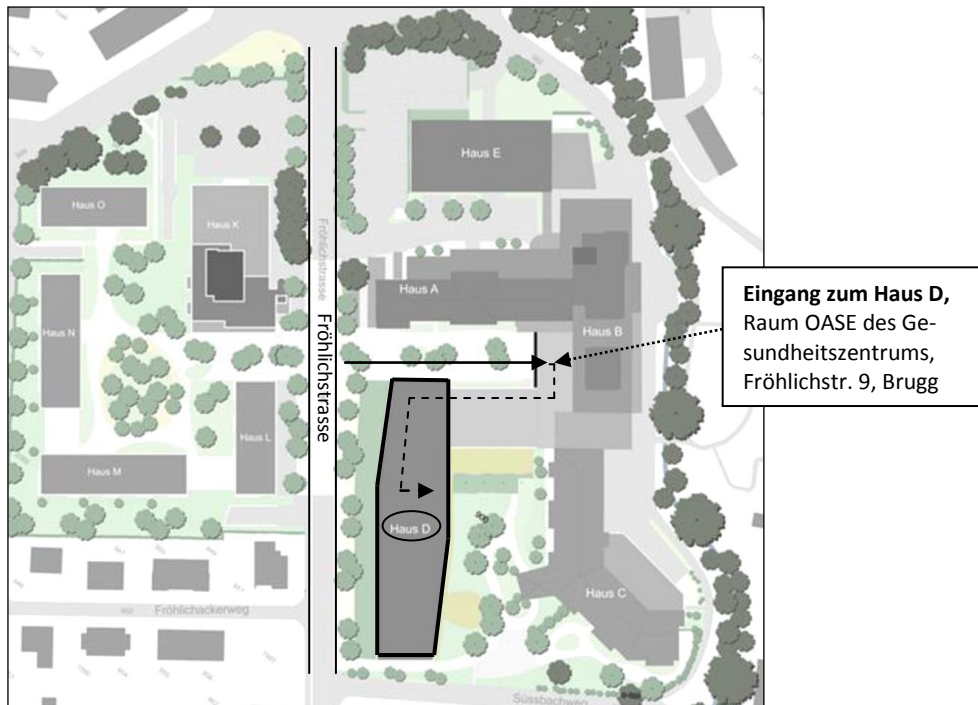 Haus E
Haus O
Haus K
Fröhlichstrasse
Haus A
Haus N
Haus B
Fröhlichstrasse
Eingang zum Haus D,
Raum OASE des Ge-
sundheitszentrums,
Fröhlichstr. 9, Brugg
Haus L
Haus M
Haus D
900
Haus C
Fröhlichackerweg
Süssbachweg